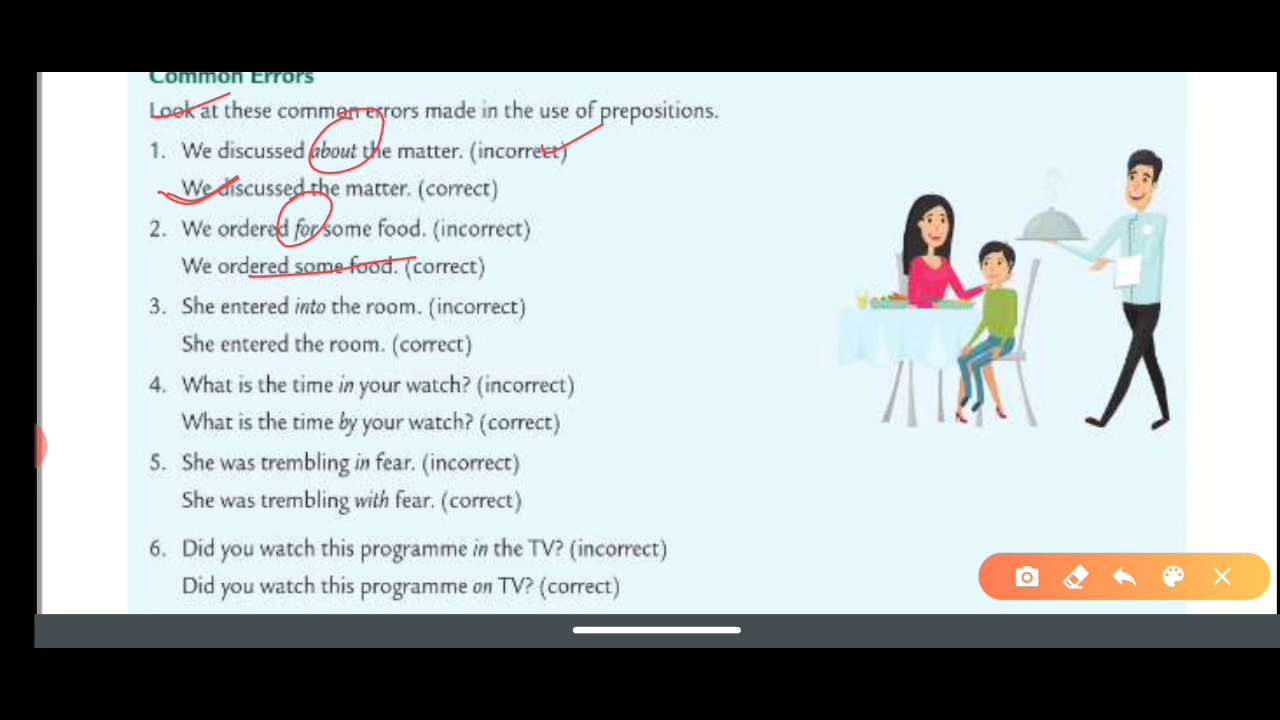 Common Errors
Look at these common errors made in the use of prepositions.
1. We discussed about the matter. (incorrect)
We discussed the matter. (correct)
2. We ordered for some food. (incorrect)
We ordered some food. (correct)
3. She entered into the room. (incorrect)
She entered the room. (correct)
4. What is the time in your watch? (incorrect)
What is the time by your watch? (correct)
5. She was trembling in fear. (incorrect)
She was trembling with fear. (correct)
6. Did you watch this programme in the TV? (incorrect)
Did you watch this programme on TV? (correct)